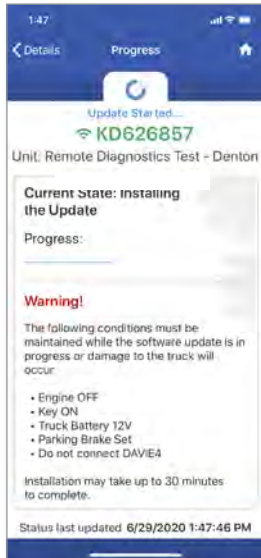 1:47
Details
Progress
Update Started...
KD626857
Unit: Remote Diagnostics Test - Denton
Current State: Installing
the Update
Progress:
Warning!
The following conditions must be
maintained while the software update is in
progress or damage to the truck will
occur
• Engine OFF
• Key ON
• Truck Battery 12V
• Parking Brake Set
• Do not connect DAVIE4
Installation may take up to 30 minutes
to complete.
Status last updated 6/29/2020 1:47:46 PM